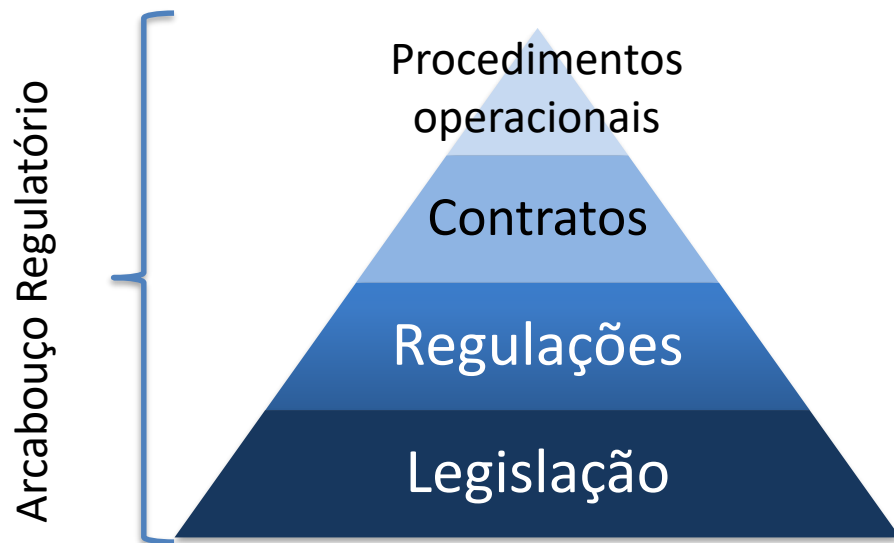 Arcabouço Regulatório
Procedimentos
operacionais
Contratos
Regulações
Legislação